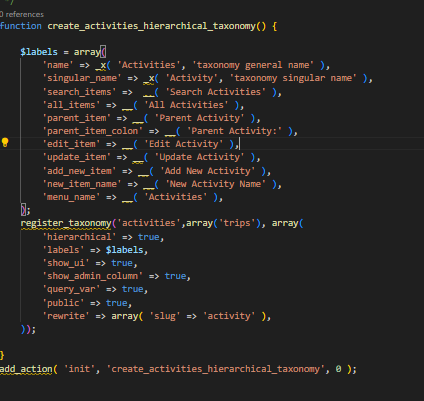 */
0 references
function create_activities_hierarchical_taxonomy() {
$labels = array(
'name' => _x( 'Activities', 'taxonomy general name' ),
'singular_name' => _x( 'Activity', 'taxonomy singular name' ),
'search_items' => __( 'Search Activities' ),
'all_items' => __( 'All Activities' ),
'parent_item' => __( 'Parent Activity' ),
'parent_item_colon' => __( 'Parent Activity:' ),
'edit_item' => __( 'Edit Activity' ),
'update_item' => __( 'Update Activity' ),
'add_new_item' => __( 'Add New Activity' ),
'new_item_name' => __( 'New Activity Name' ),
'menu_name' => __( 'Activities' ),
);
register_taxonomy('activities',array('trips'), array(
'hierarchical' => true,
'labels' => $labels,
'show_ui' => true,
'show_admin_column' => true,
'query_var' => true,
'public' => true,
'rewrite' => array( 'slug' => 'activity' ),
));
}
add_action( 'init', 'create_activities_hierarchical_taxonomy', 0 );